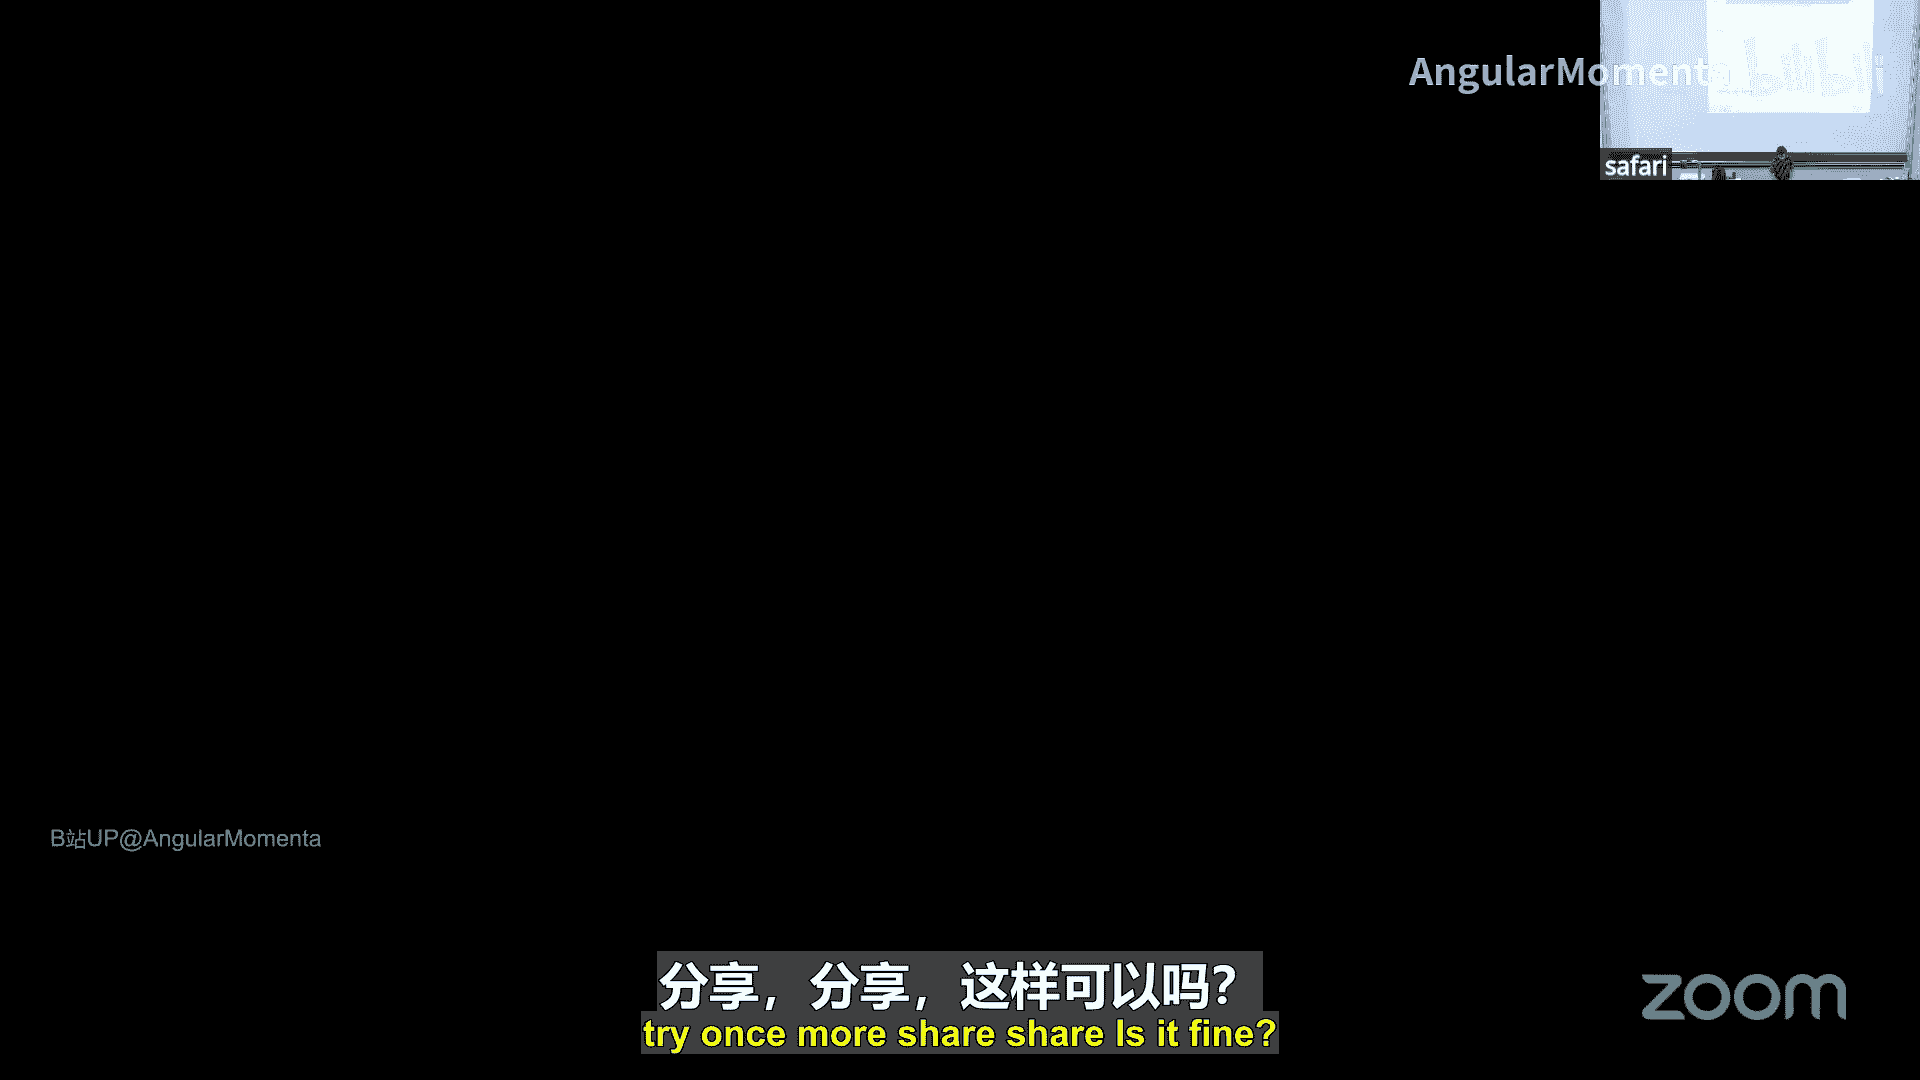 AngularMomenta
bilibili
safari
B站UP@AngularMomenta
分享，分享，这样可以吗？
try once more share share Is it fine?
zoom